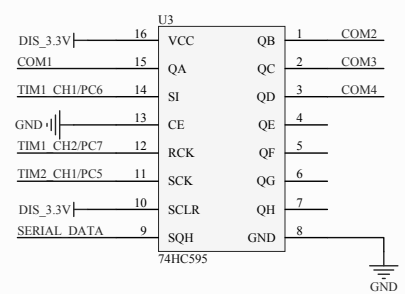 U3
DIS_3.3V 16 VCC QB 1 COM2
COM1 15 QA QC 2 COM3
TIM1_CH1/PC6 14 SI QD 3 COM4
GND 13 CE QE 4
TIM1_CH2/PC7 12 RCK QF 5
TIM2_CH1/PC5 11 SCK QG 6
DIS_3.3V 10 SCLR QH 7
SERIAL_DATA 9 SQH GND 8
74HC595
GND